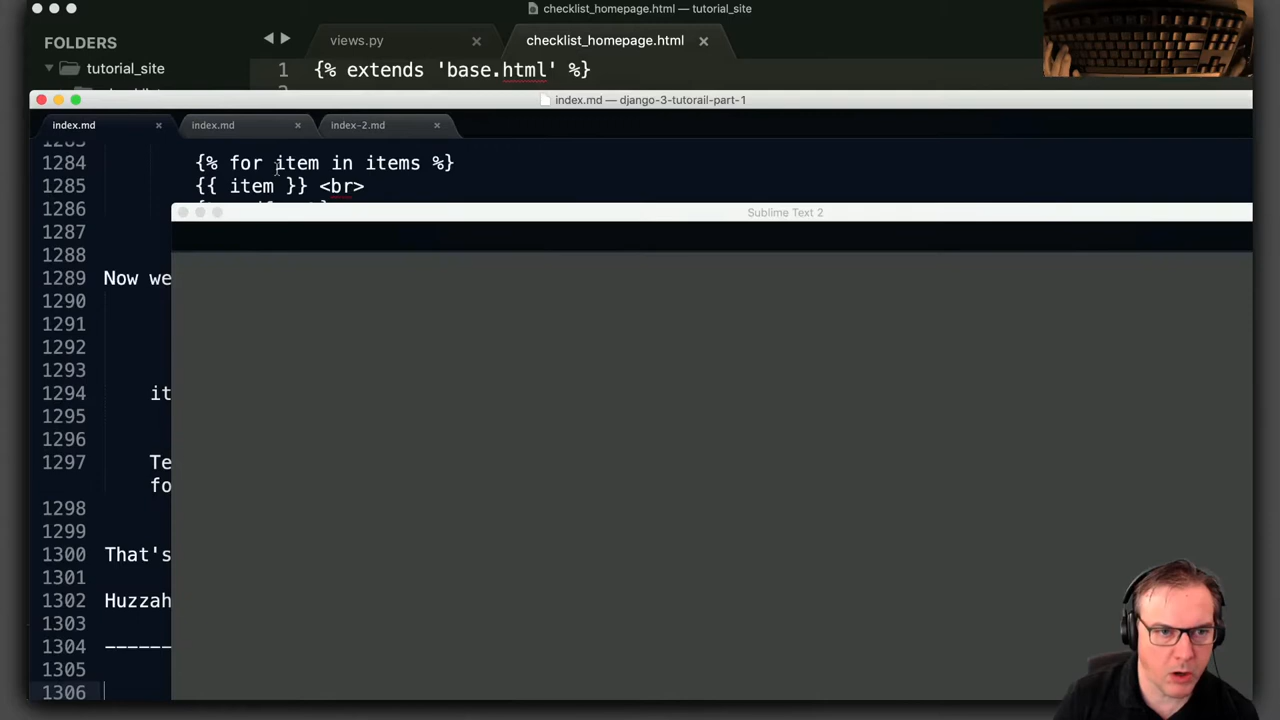 checklist_homepage.html — tutorial_site
FOLDERS
tutorial_site
views.py
checklist_homepage.html
1 {% extends 'base.html' %}
index.md — django-3-tutorail-part-1
index.md
index.md
index-2.md
1284 {% for item in items %}
1285 {{ item }} <br>
1286
Sublime Text 2
1287
1288
1289 Now we
1290
1291
1292
1293
1294 it
1295
1296
1297 Te
fo
1298
1299
1300 That's
1301
1302 Huzzah
1303
1304 ------
1305
1306